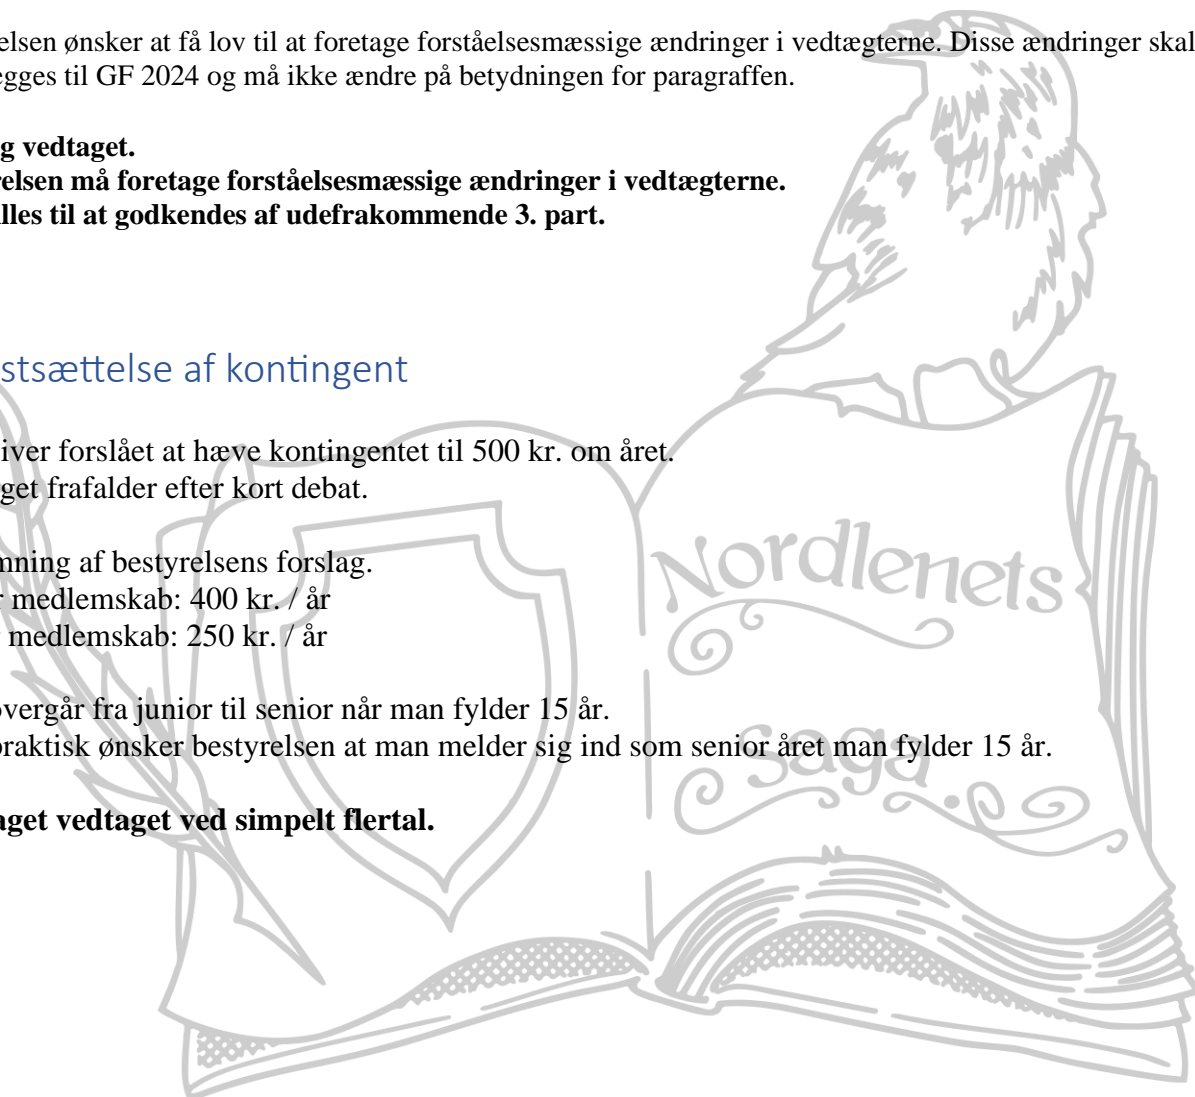 elsen ønsker at få lov til at foretage forståelsesmæssige ændringer i vedtægterne. Disse ændringer skal
egges til GF 2024 og må ikke ændre på betydningen for paragraffen.
g vedtaget.
relsen må foretage forståelsesmæssige ændringer i vedtægterne.
illes til at godkendes af udefrakommende 3. part.
stsættelse af kontingent
iver forslået at hæve kontingentet til 500 kr. om året.
get frafalder efter kort debat.
mning af bestyrelsens forslag.
r medlemskab: 400 kr. / år
r medlemskab: 250 kr. / år
overgår fra junior til senior når man fylder 15 år.
praktisk ønsker bestyrelsen at man melder sig ind som senior året man fylder 15 år.
aget vedtaget ved simpelt flertal.
Nordlenets
Saga